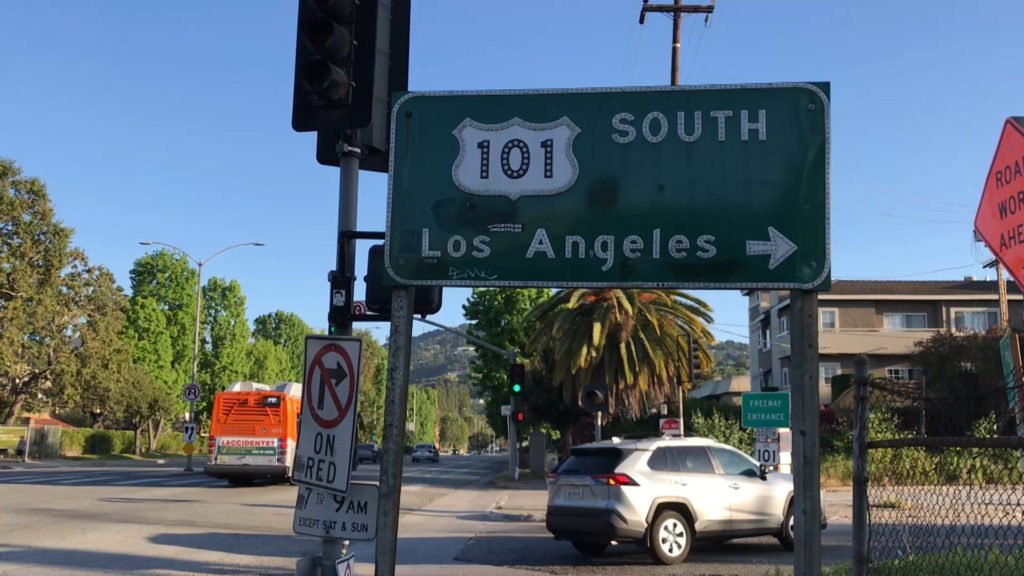 101
SOUTH
Los Angeles
ROAD
WORK
AHEAD
ON
RED
7 TO 9 AM
EXCEPT SAT & SUN
LACCIDENTE
FREEWAY
ENTRANCE
101